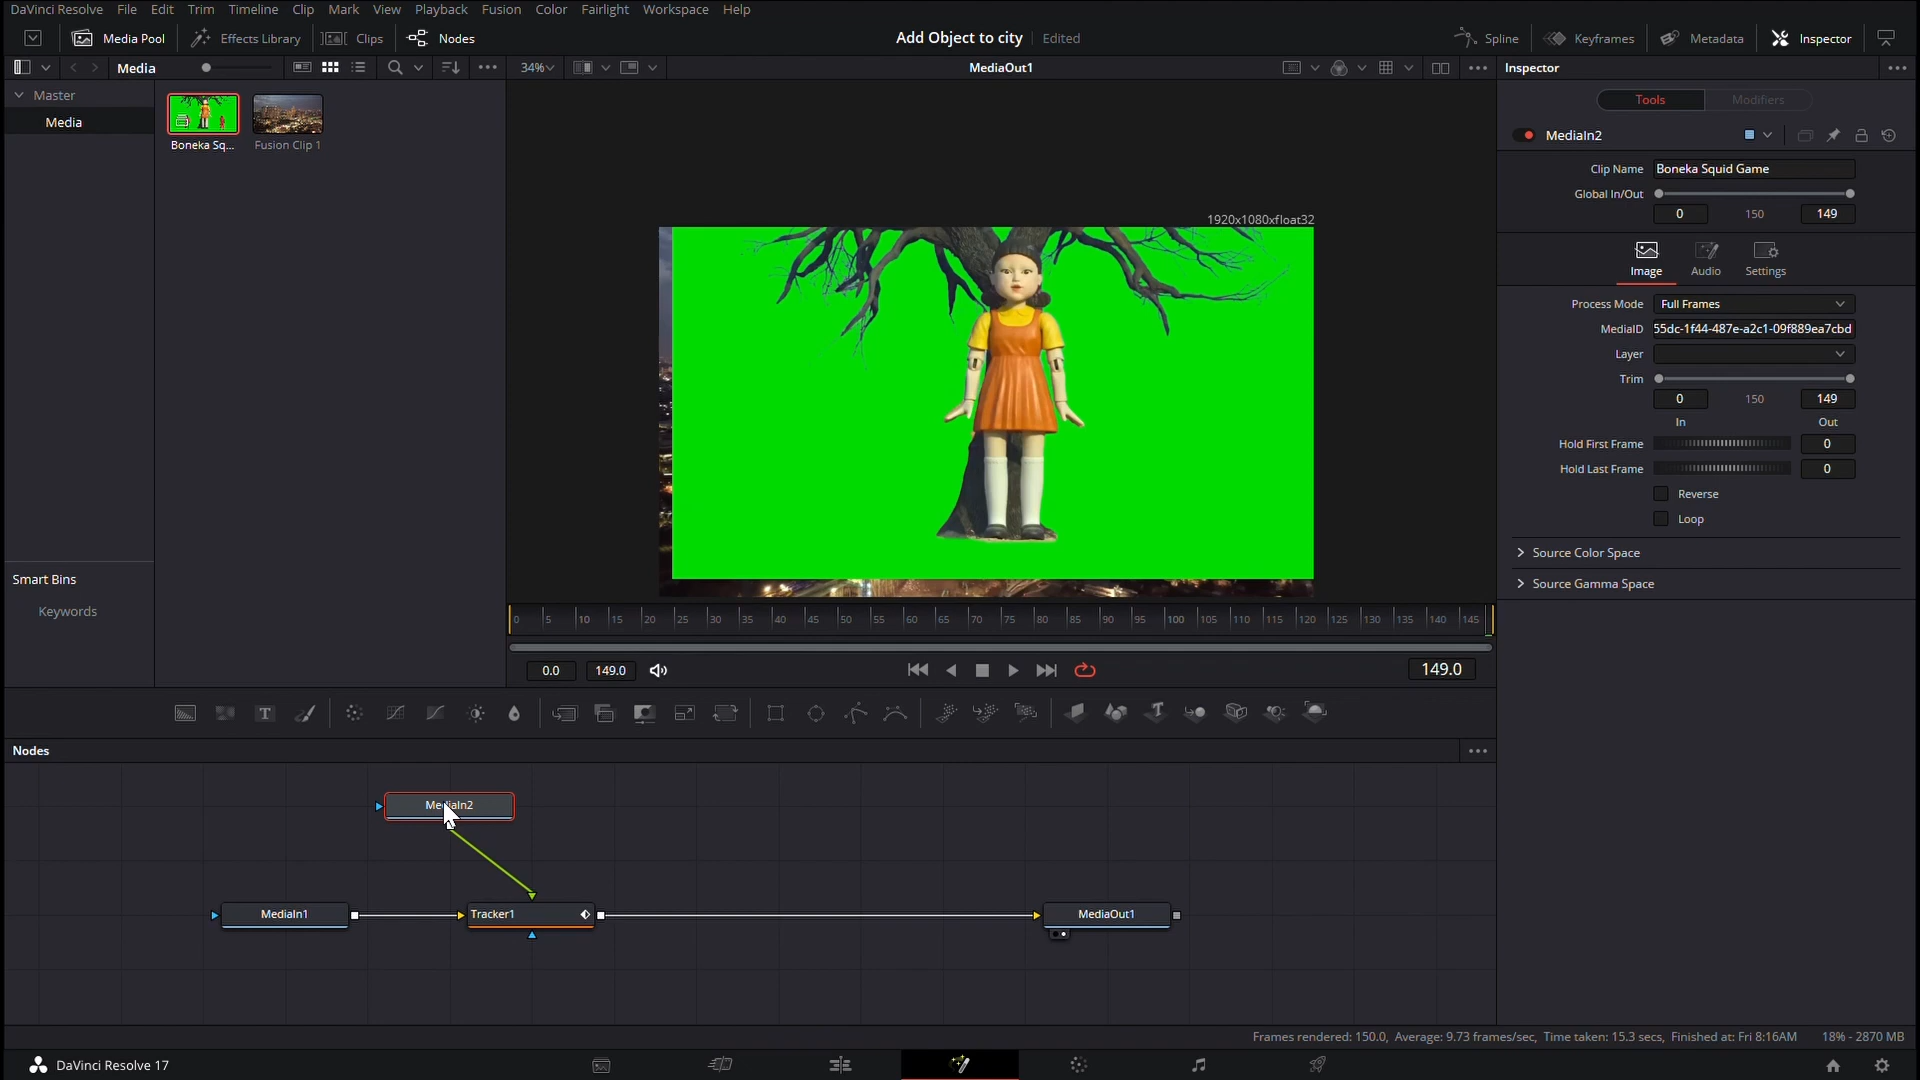 DaVinci Resolve File Edit Trim Timeline Clip Mark View Playback Fusion Color Fairlight Workspace Help
Media Pool Effects Library Clips Nodes Add Object to city Edited Spline Keyframes Metadata Inspector
Media 34% MediaOut1 Inspector
Master
Media
Boneka Sq... Fusion Clip 1
Smart Bins
Keywords
1920x1080xfloat32
0 5 10 15 20 25 30 35 40 45 50 55 60 65 70 75 80 85 90 95 100 105 110 115 120 125 130 135 140 145
0.0 149.0 149.0
Tools Modifiers
MediaIn2
Clip Name Boneka Squid Game
Global In/Out
0 150 149
Image Audio Settings
Process Mode Full Frames
MediaID 55dc-1f44-487e-a2c1-09f889ea7cbd
Layer
Trim
0 150 149
In Out
Hold First Frame 0
Hold Last Frame 0
Reverse
Loop
Source Color Space
Source Gamma Space
T
Nodes
MediaIn2
MediaIn1 Tracker1 MediaOut1
Frames rendered: 150.0, Average: 9.73 frames/sec, Time taken: 15.3 secs, Finished at: Fri 8:16AM 18% - 2870 MB
DaVinci Resolve 17